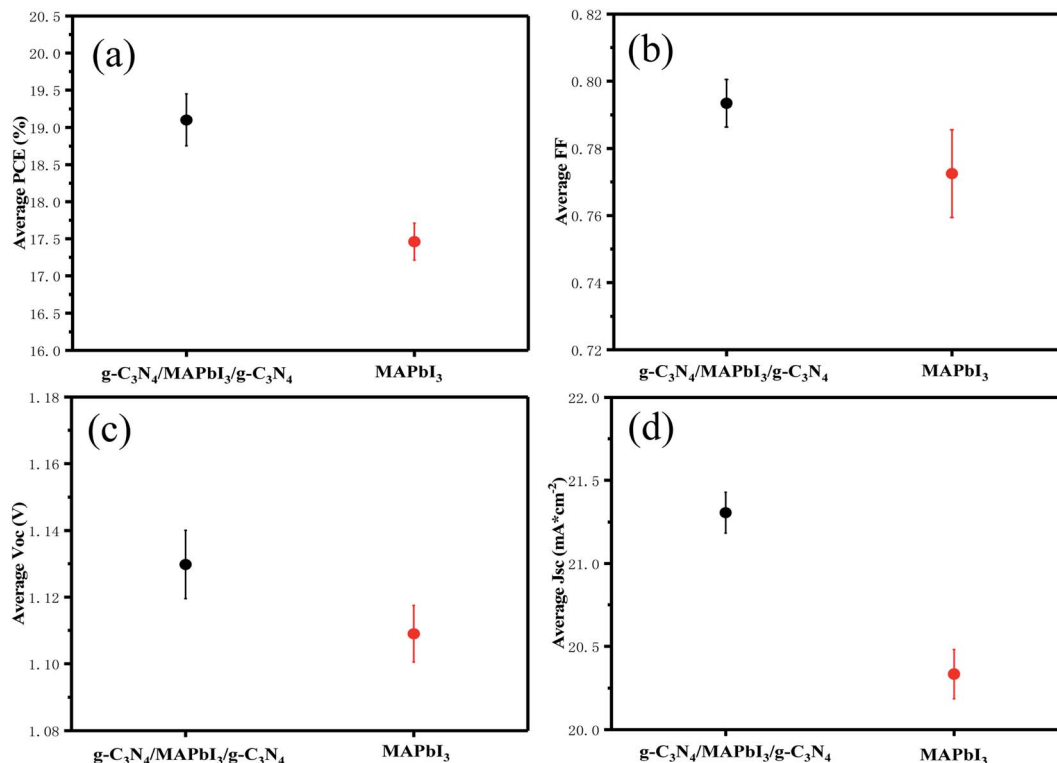 (a)
Average PCE (%)
20.5
20.0
19.5
19.0
18.5
18.0
17.5
17.0
16.5
16.0
g-C₃N₄/MAPbI₃/g-C₃N₄ MAPbI₃
(b)
Average FF
0.82
0.80
0.78
0.76
0.74
0.72
g-C₃N₄/MAPbI₃/g-C₃N₄ MAPbI₃
(c)
Average Voc (V)
1.18
1.16
1.14
1.12
1.10
1.08
g-C₃N₄/MAPbI₃/g-C₃N₄ MAPbI₃
(d)
Average Jsc (mA*cm⁻²)
22.0
21.5
21.0
20.5
20.0
g-C₃N₄/MAPbI₃/g-C₃N₄ MAPbI₃